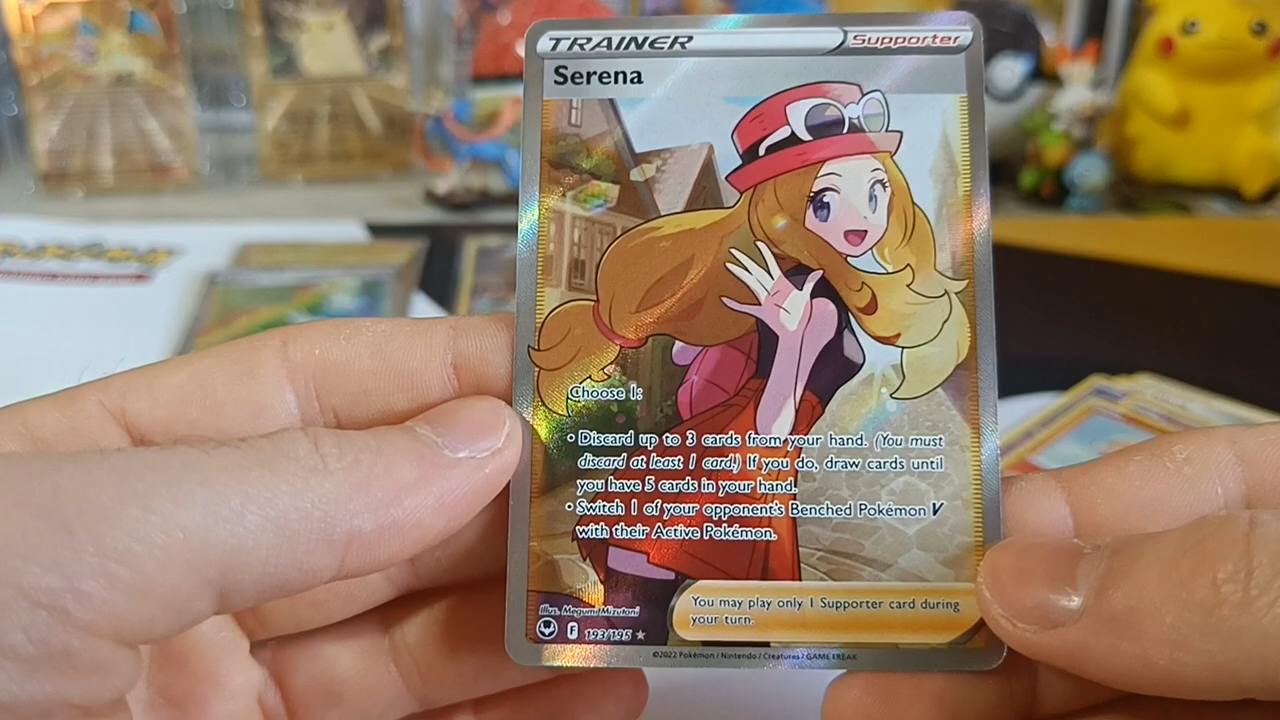 TRAINER Supporter
Serena
Choose 1:
• Discard up to 3 cards from your hand. (You must
discard at least 1 card.) If you do, draw cards until
you have 5 cards in your hand.
• Switch 1 of your opponent's Benched Pokémon V
with their Active Pokémon.
You may play only 1 Supporter card during
your turn.
Illus. Megumi Mizutani
F 193/195 ★
©2022 Pokémon / Nintendo / Creatures / GAME FREAK